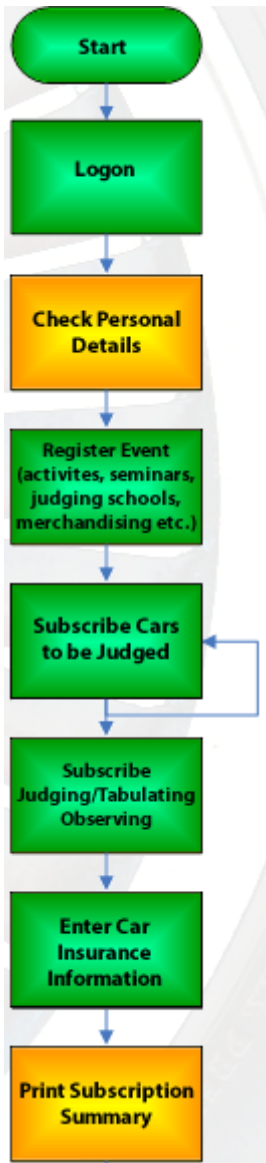 Start
Logon
Check Personal
Details
Register Event
(activites, seminars,
judging schools,
merchandising etc.)
Subscribe Cars
to be Judged
Subscribe
Judging/Tabulating
Observing
Enter Car
Insurance
Information
Print Subscription
Summary